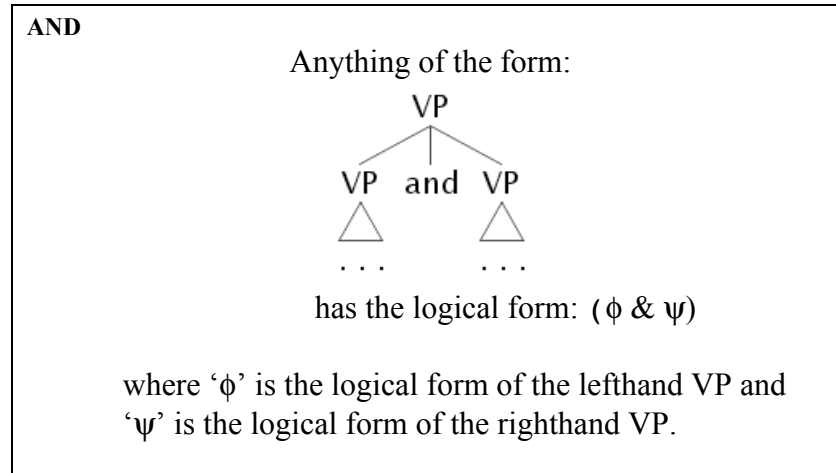 AND
Anything of the form:
VP
VP and VP
. . . . . .
has the logical form: (ϕ & ψ)
where ‘ϕ’ is the logical form of the lefthand VP and
‘ψ’ is the logical form of the righthand VP.